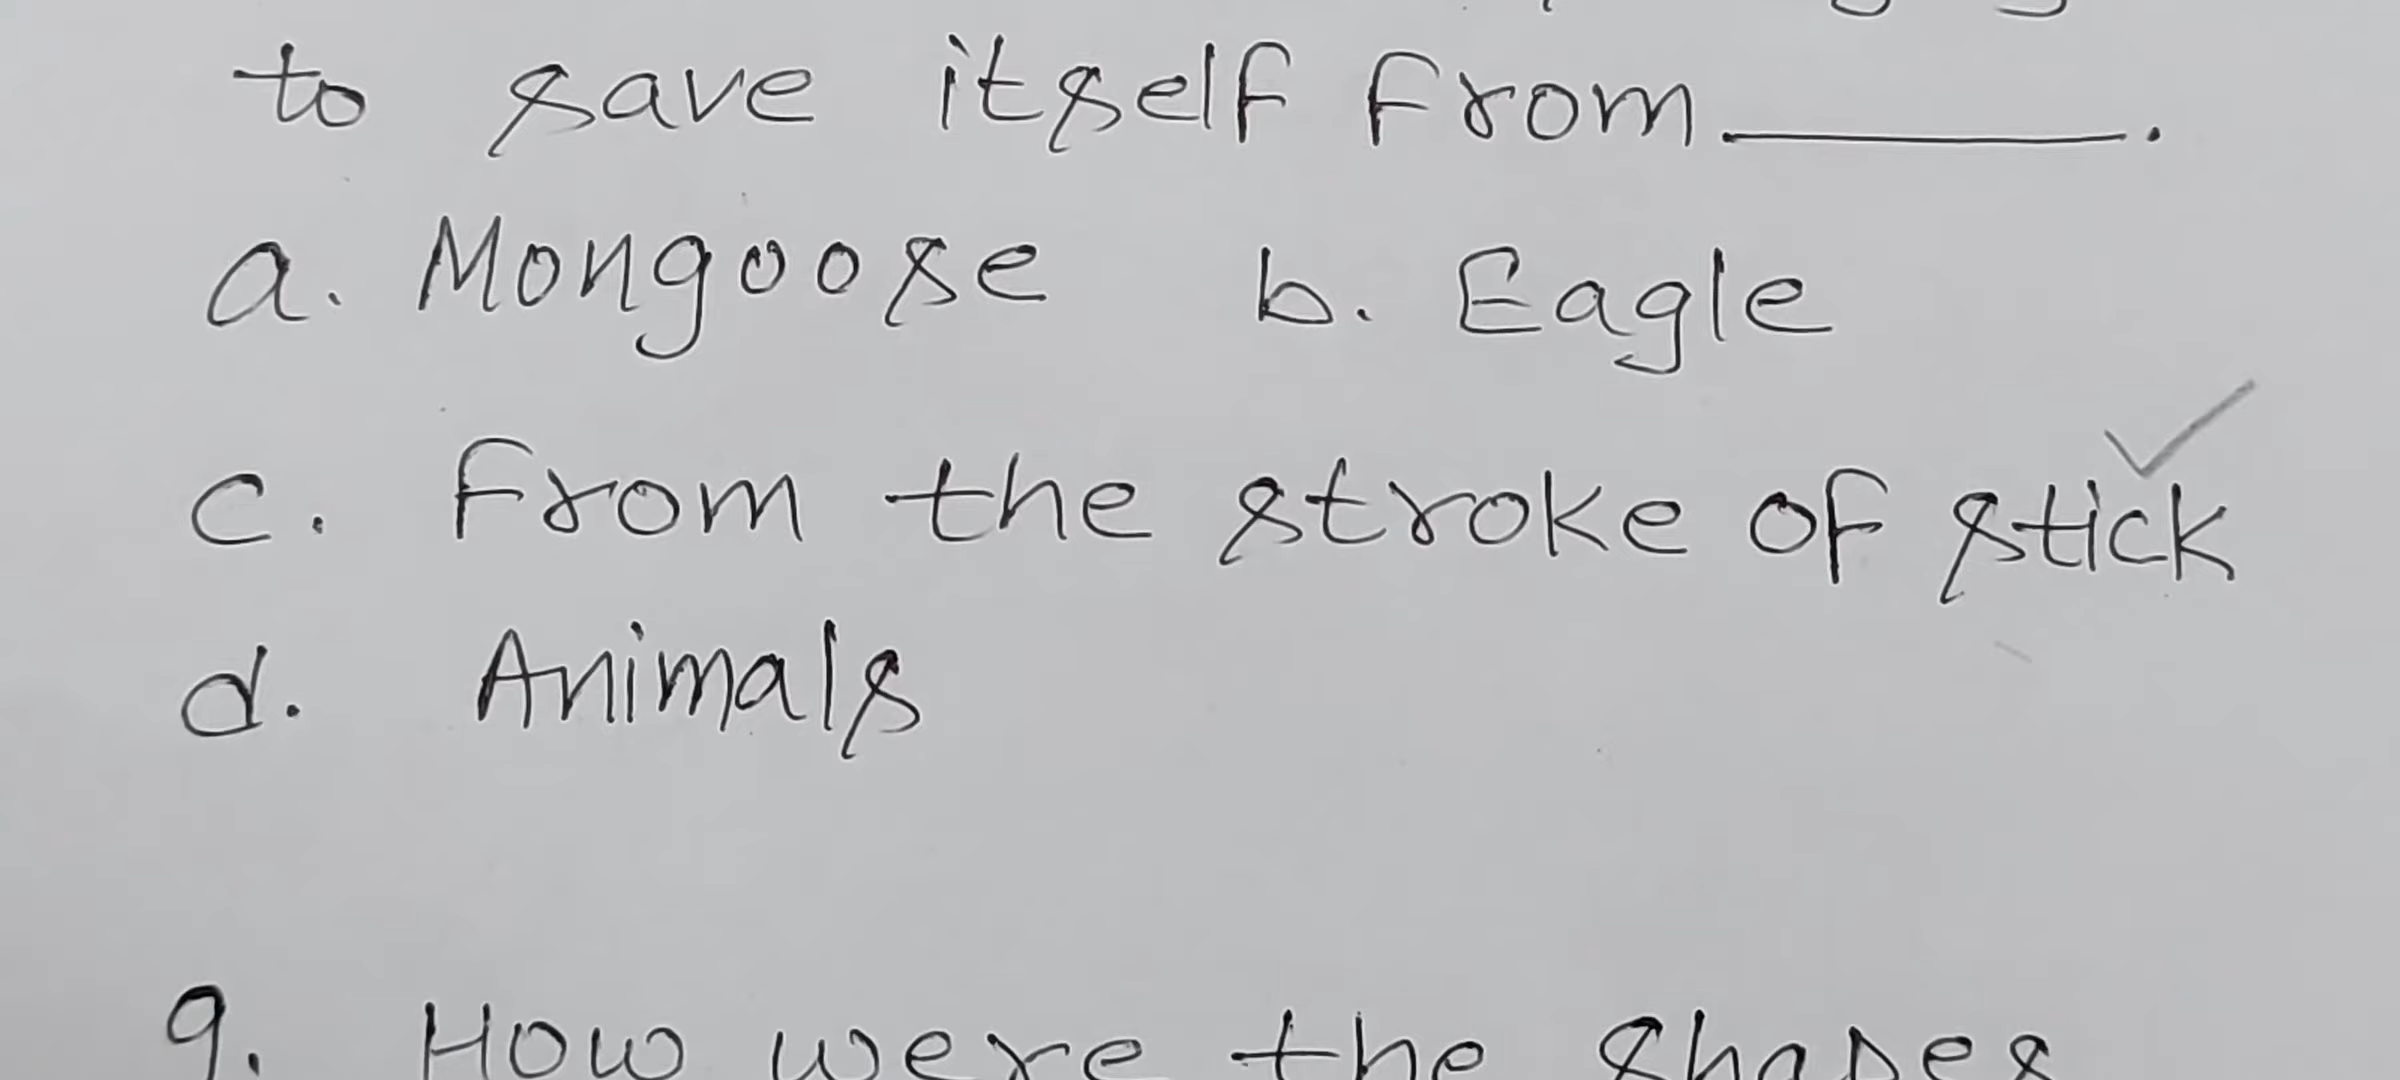 to save itself from ______.
a. Mongoose b. Eagle
c. From the stroke of stick
d. Animals
9. How were the shapes